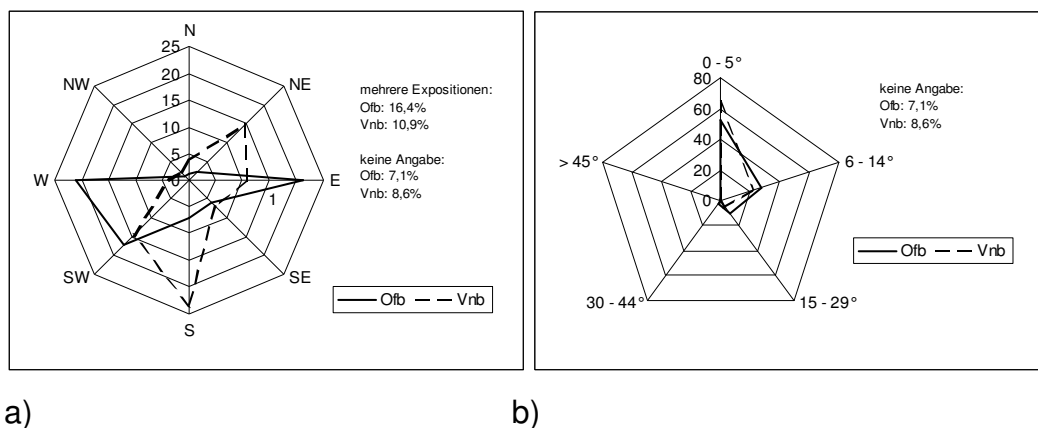 N
25
20
15
10
5
0
NW
NE
W
E
1
SW
SE
S
mehrere Expositionen:
Ofb: 16,4%
Vnb: 10,9%
keine Angabe:
Ofb: 7,1%
Vnb: 8,6%
Ofb Vnb
a)
0 - 5°
80
60
40
20
0
> 45°
6 - 14°
30 - 44°
15 - 29°
keine Angabe:
Ofb: 7,1%
Vnb: 8,6%
Ofb Vnb
b)